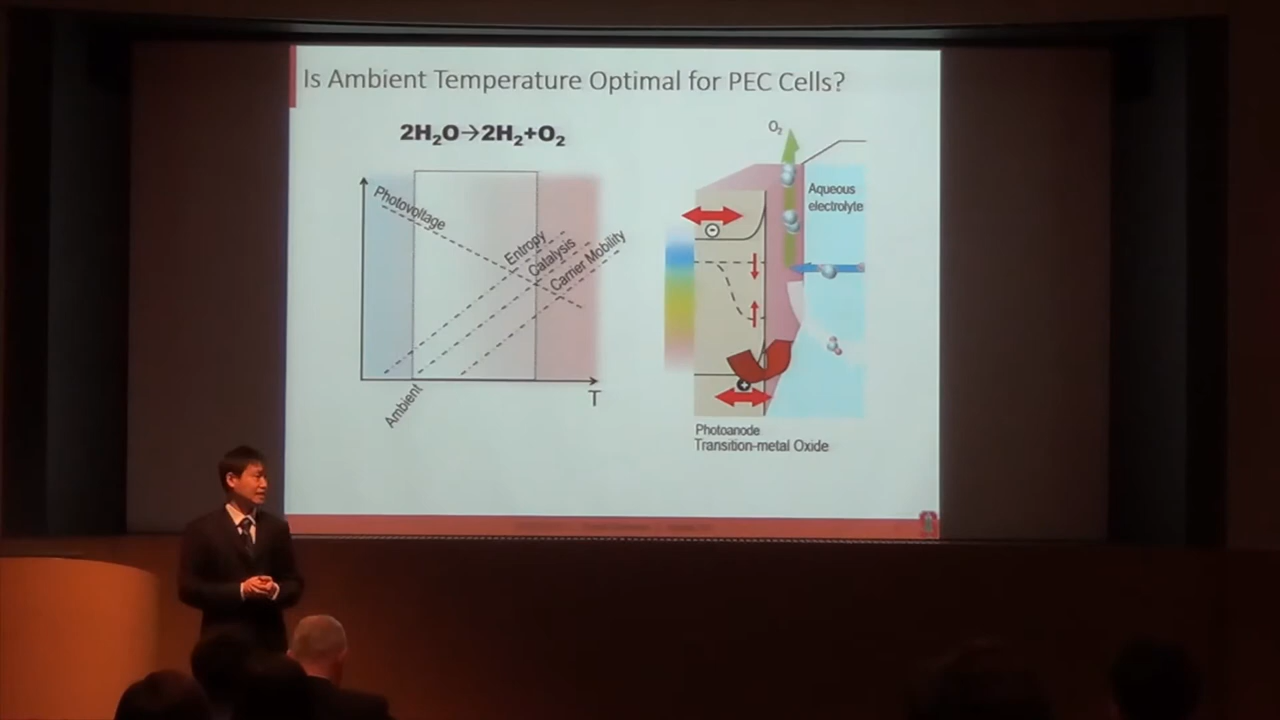 Is Ambient Temperature Optimal for PEC Cells?
2H₂O→2H₂+O₂
Photovoltage
Entropy
Catalysis
Carrier Mobility
Ambient
T
O₂
Aqueous
electrolyte
Photoanode
Transition-metal Oxide